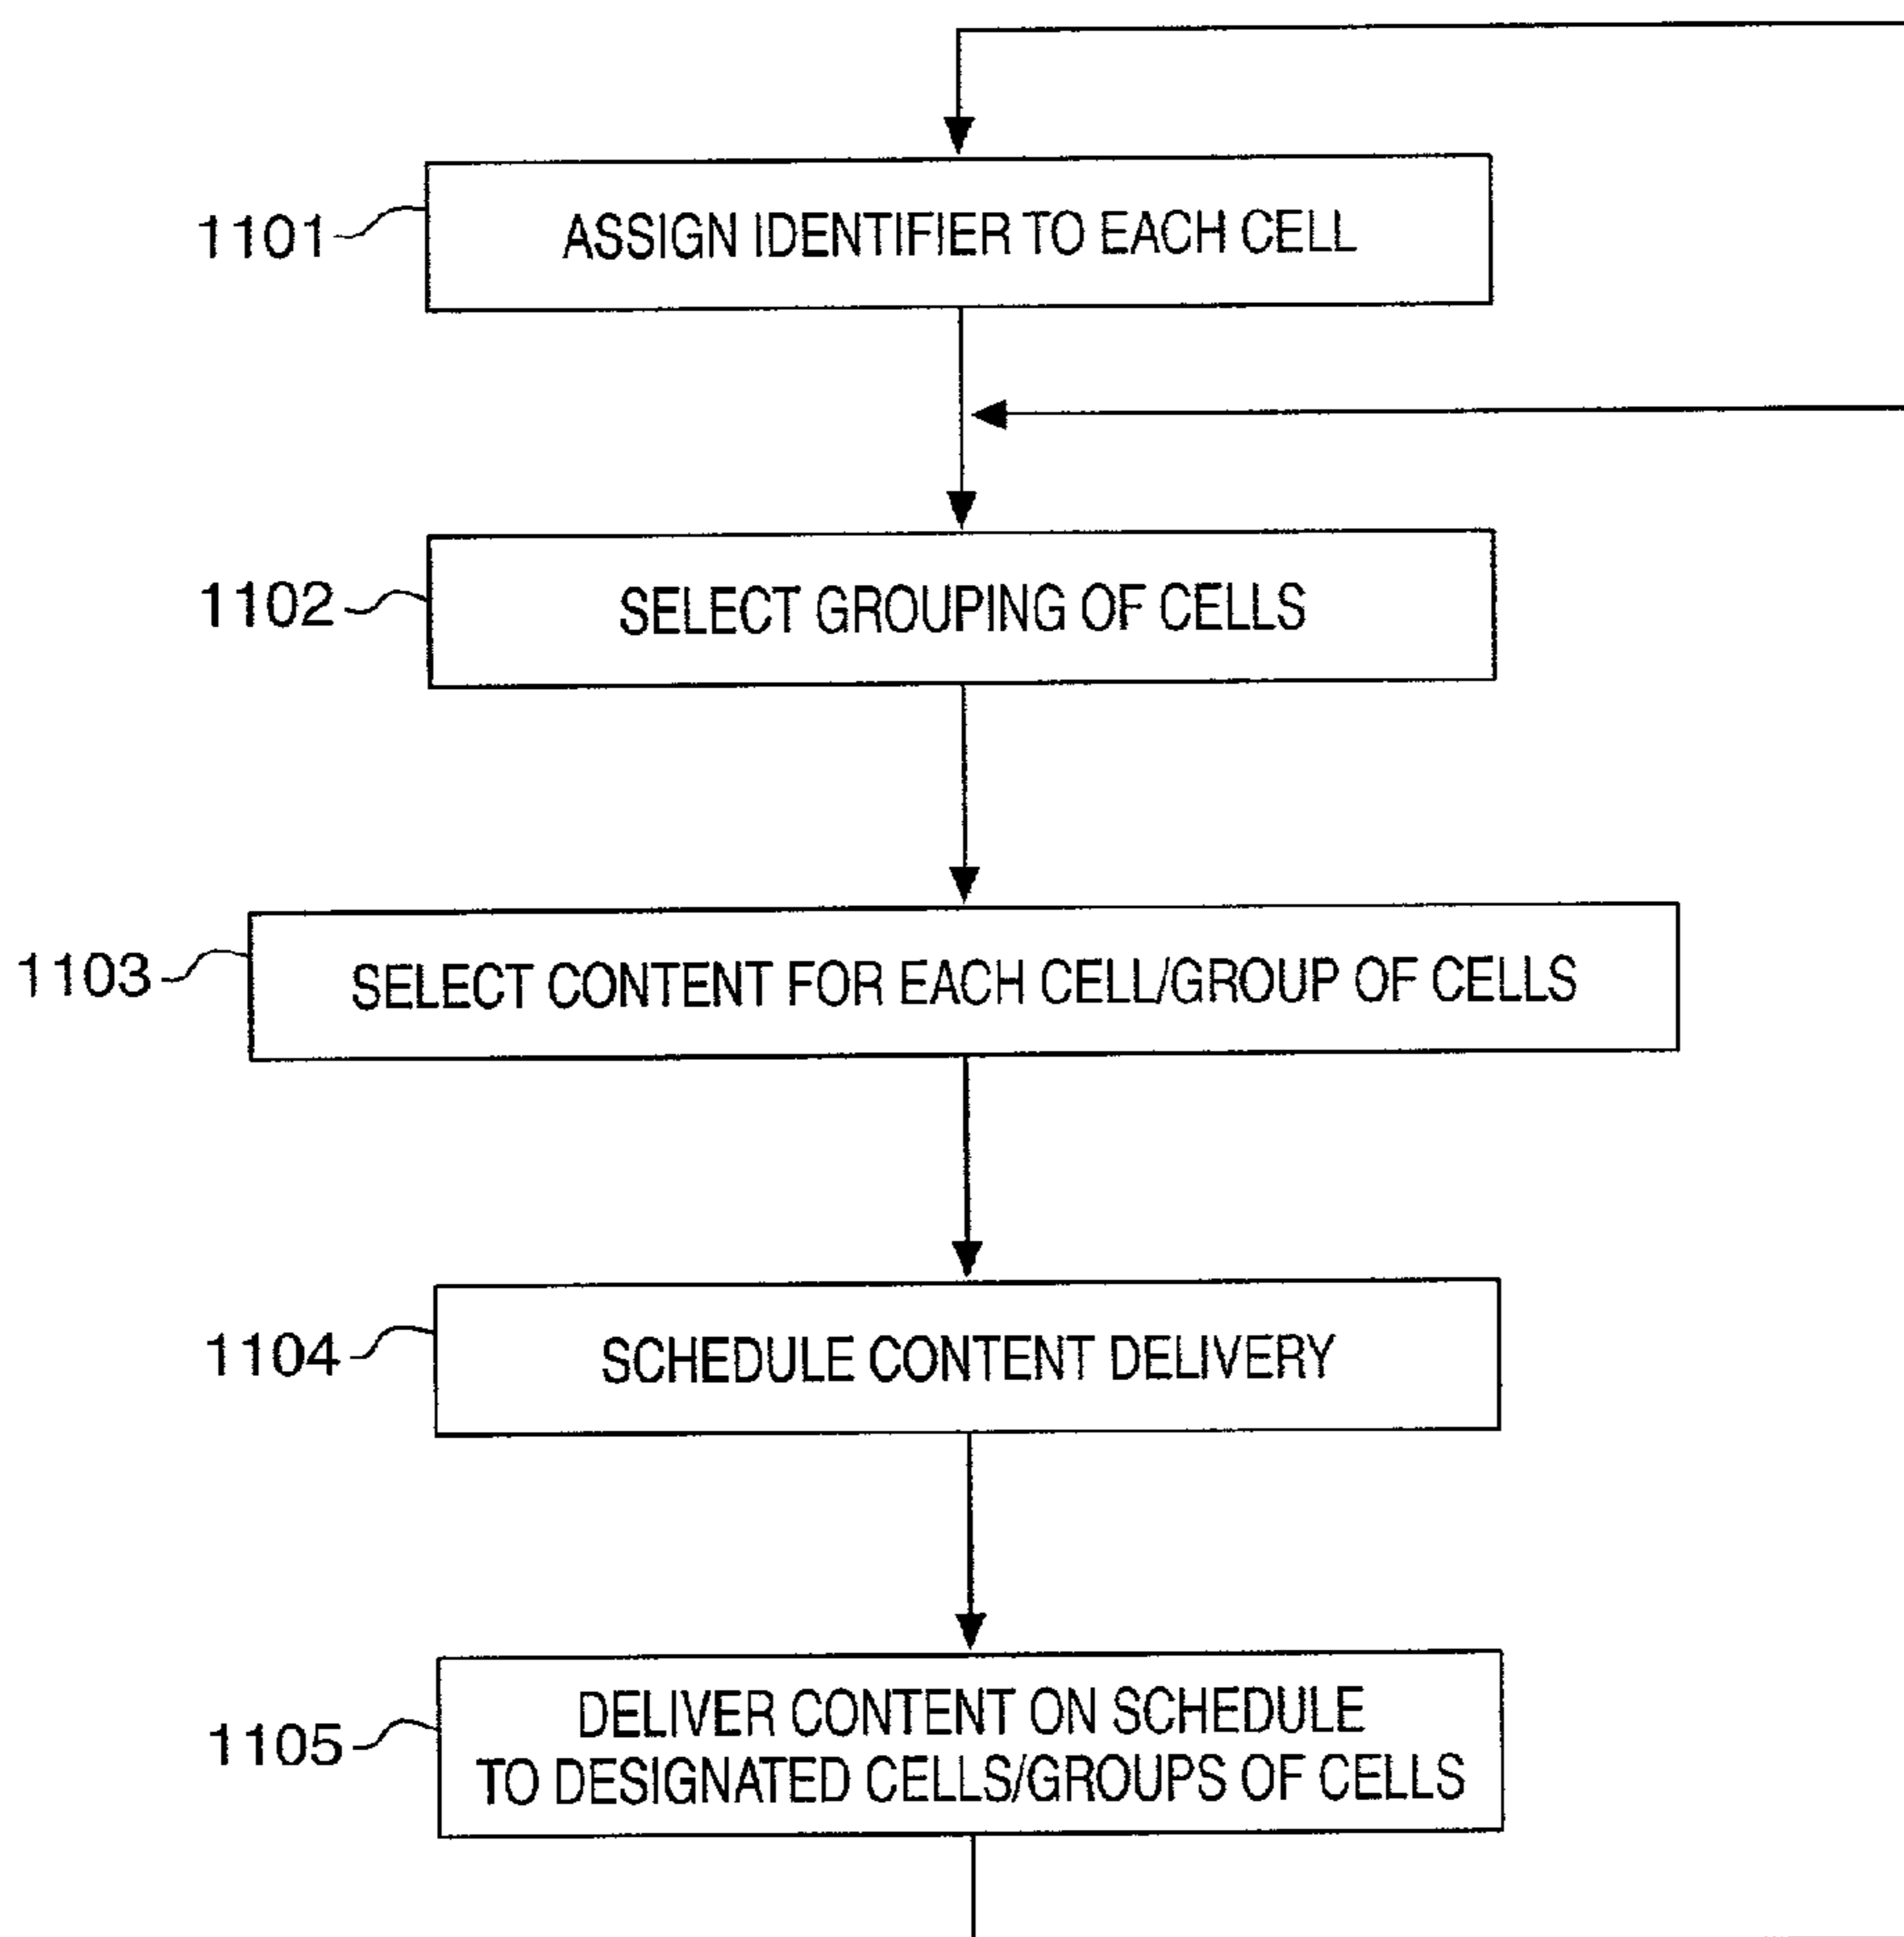 1101
ASSIGN IDENTIFIER TO EACH CELL
1102
SELECT GROUPING OF CELLS
1103
SELECT CONTENT FOR EACH CELL/GROUP OF CELLS
1104
SCHEDULE CONTENT DELIVERY
1105
DELIVER CONTENT ON SCHEDULE
TO DESIGNATED CELLS/GROUPS OF CELLS